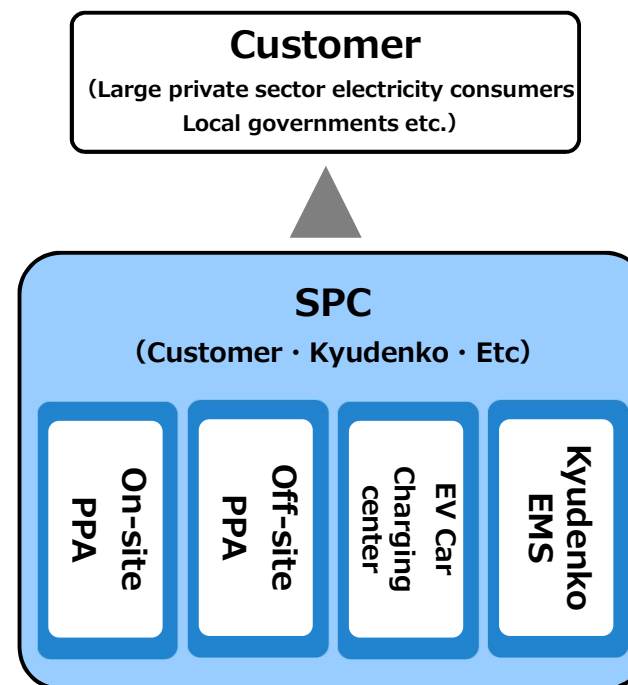 Customer
（Large private sector electricity consumers
Local governments etc.）
SPC
（Customer・Kyudenko・Etc）
On-site
PPA
Off-site
PPA
EV Car
Charging
center
Kyudenko
EMS